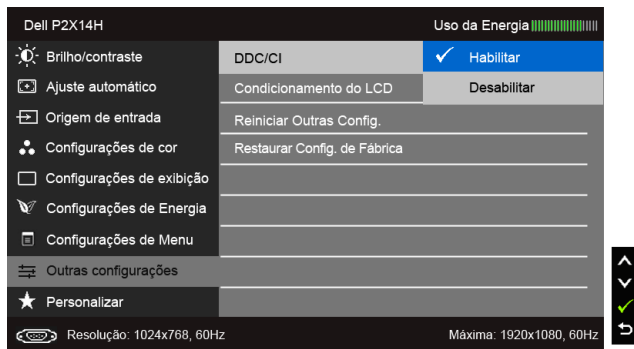 Dell P2X14H Uso da Energia
Brilho/contraste DDC/CI Habilitar
Ajuste automático Condicionamento do LCD Desabilitar
Origem de entrada Reiniciar Outras Config.
Configurações de cor Restaurar Config. de Fábrica
Configurações de exibição
Configurações de Energia
Configurações de Menu
Outras configurações
Personalizar
Resolução: 1024x768, 60Hz Máxima: 1920x1080, 60Hz